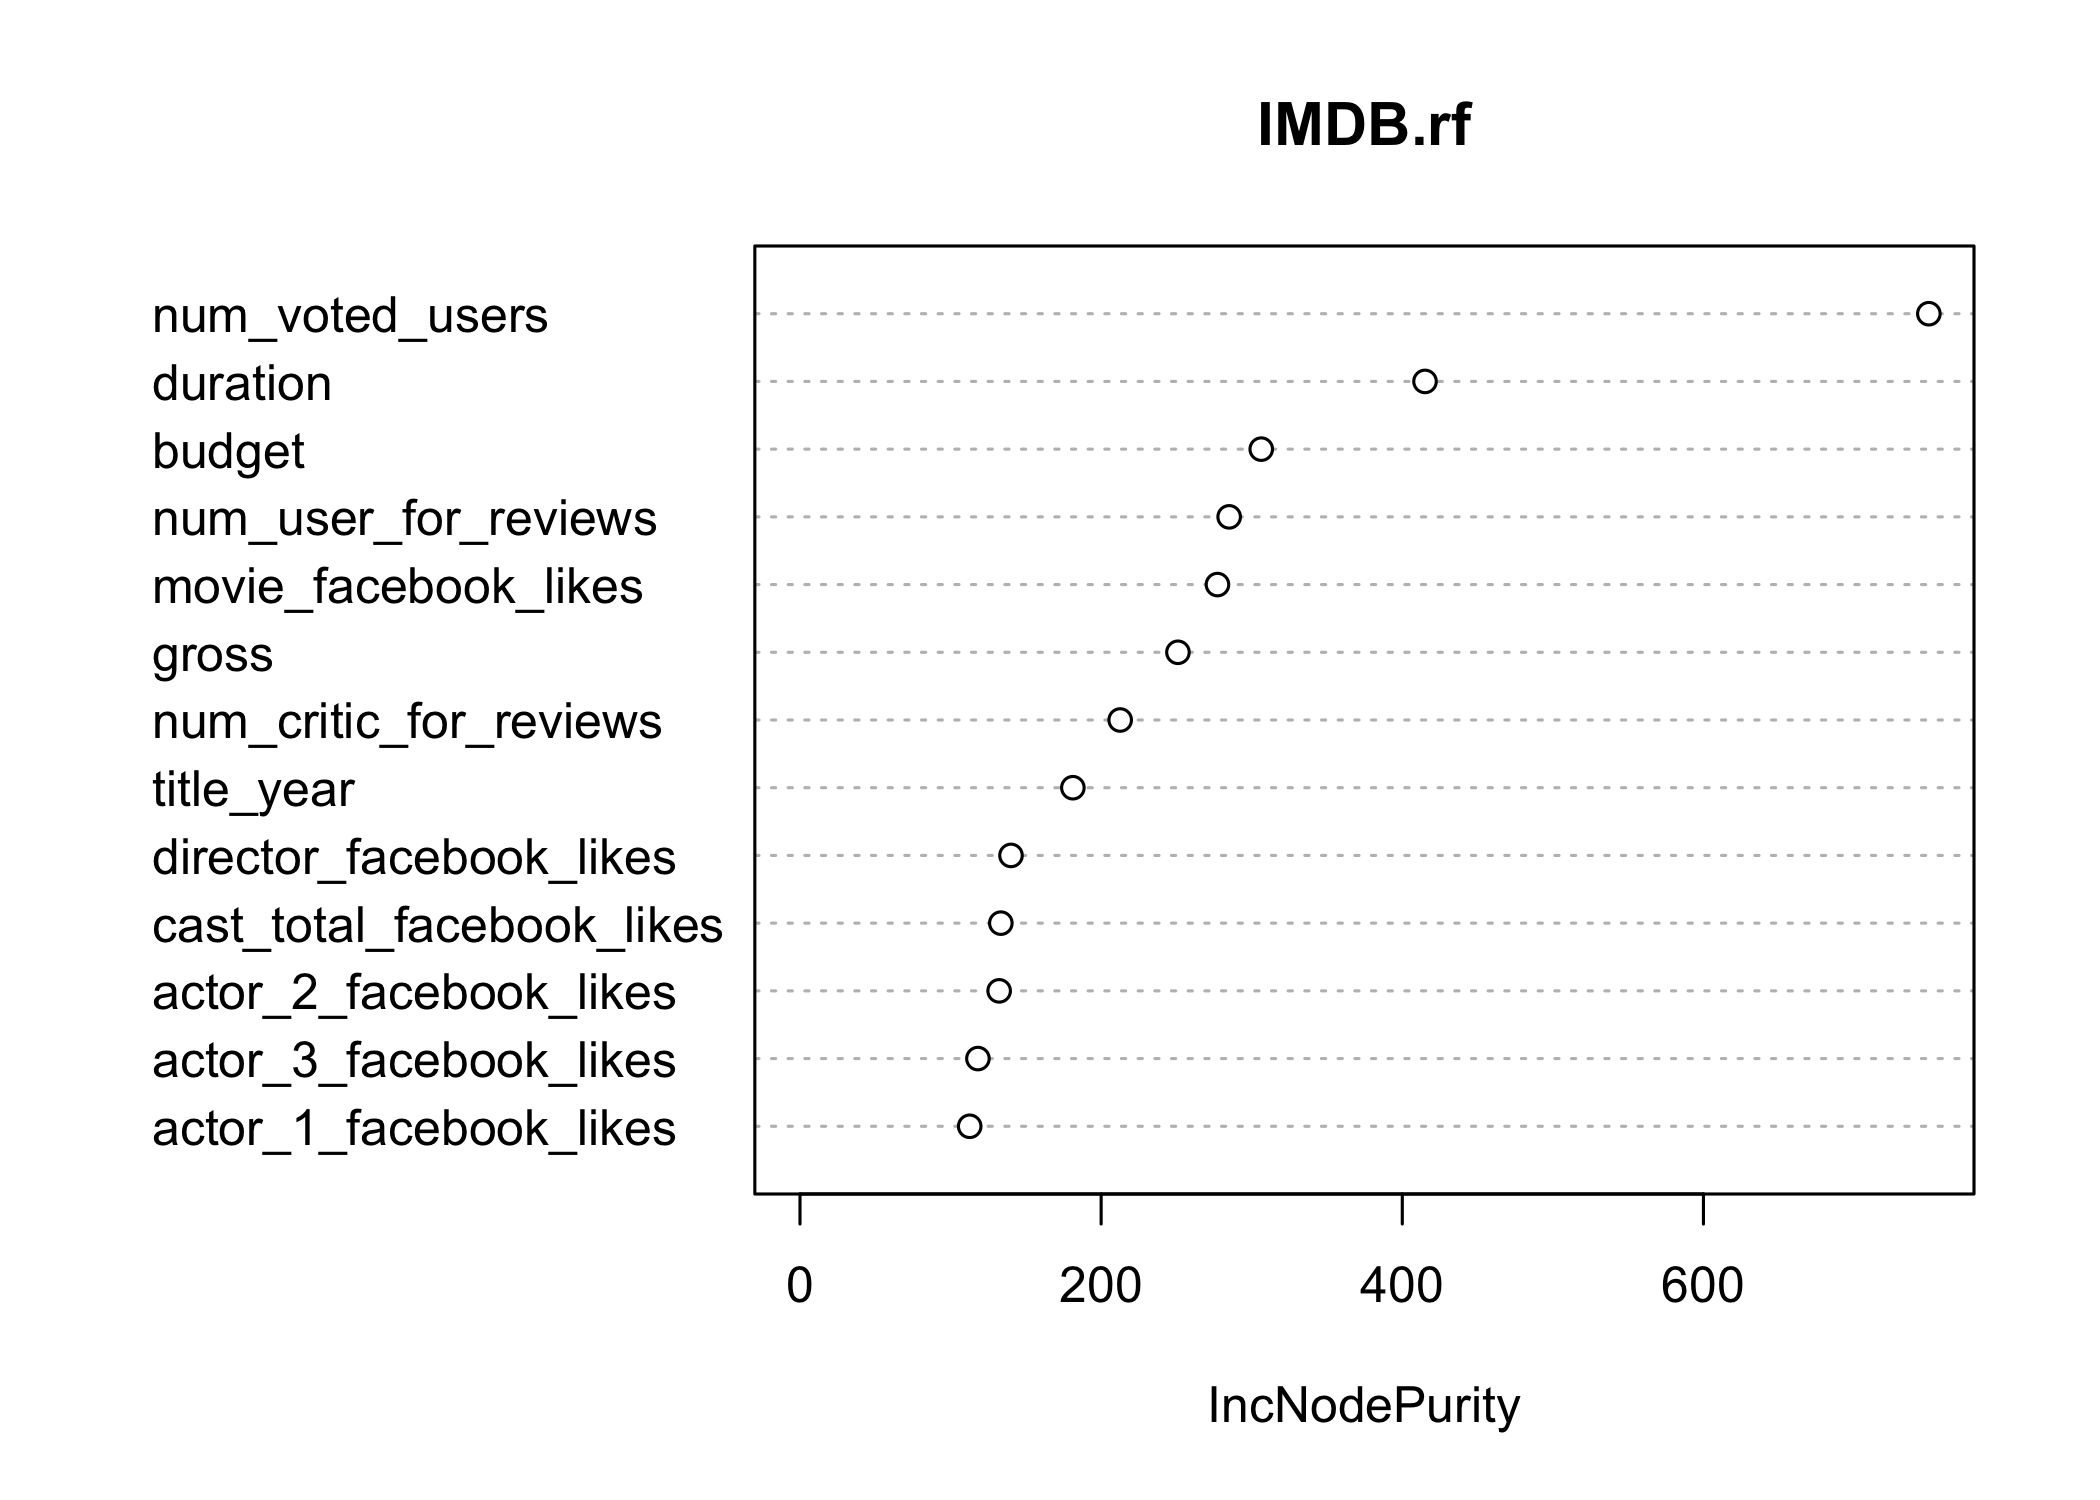 IMDB.rf
num_voted_users
duration
budget
num_user_for_reviews
movie_facebook_likes
gross
num_critic_for_reviews
title_year
director_facebook_likes
cast_total_facebook_likes
actor_2_facebook_likes
actor_3_facebook_likes
actor_1_facebook_likes
0 200 400 600
IncNodePurity